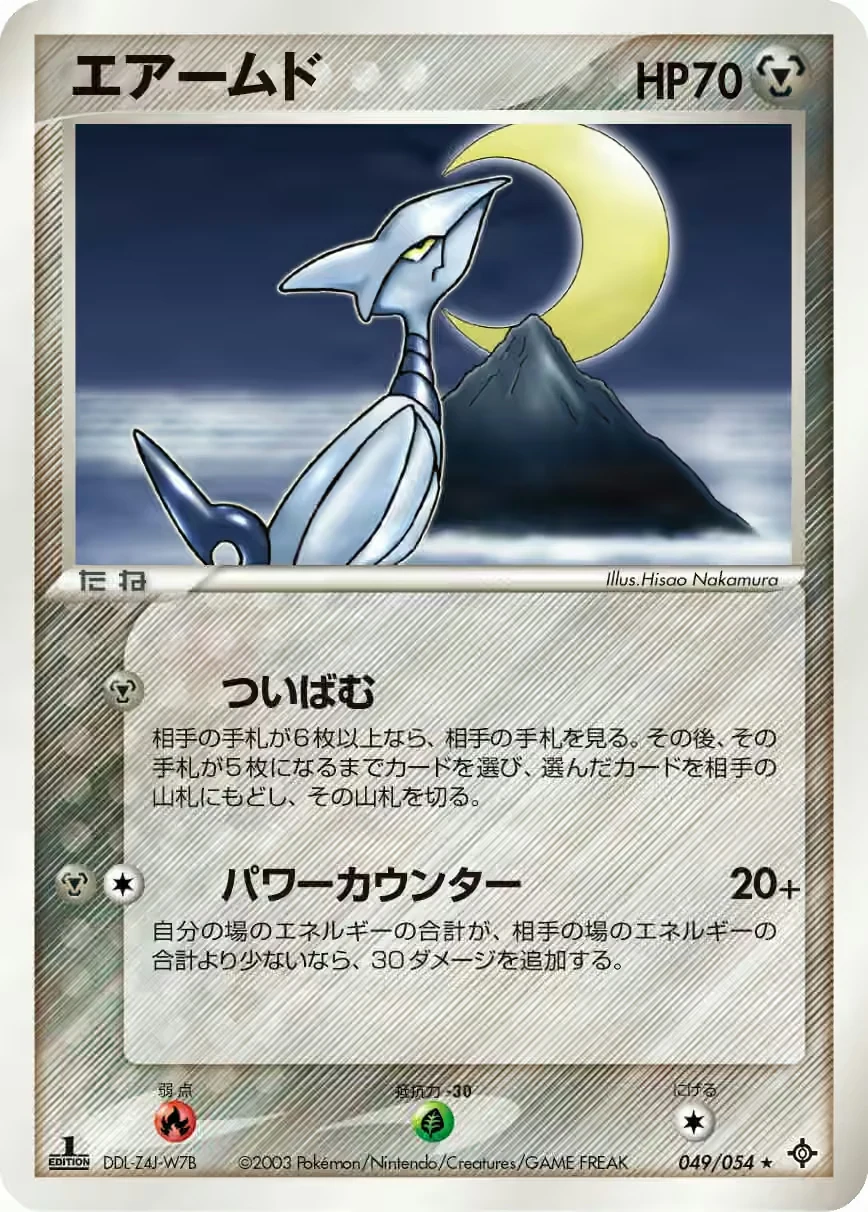 エアームド HP70
たね Illus.Hisao Nakamura
ついばむ
相手の手札が6枚以上なら、相手の手札を見る。その後、その
手札が5枚になるまでカードを選び、選んだカードを相手の
山札にもどし、その山札を切る。
パワーカウンター 20+
自分の場のエネルギーの合計が、相手の場のエネルギーの
合計より少ないなら、30ダメージを追加する。
弱点 抵抗力 -30 にげる
1 EDITION DDL-Z4J-W7B ©2003 Pokémon/Nintendo/Creatures/GAME FREAK 049/054 ★